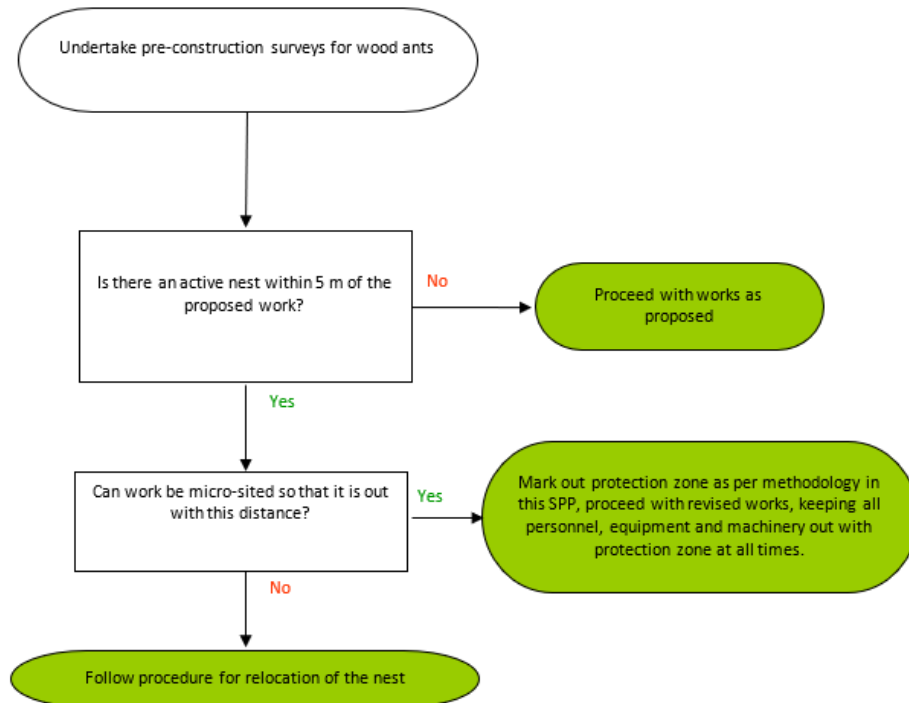 Undertake pre-construction surveys for wood ants
Is there an active nest within 5 m of the
proposed work?
No
Proceed with works as
proposed
Yes
Can work be micro-sited so that it is out
with this distance?
Yes
Mark out protection zone as per methodology in
this SPP, proceed with revised works, keeping all
personnel, equipment and machinery out with
protection zone at all times.
No
Follow procedure for relocation of the nest